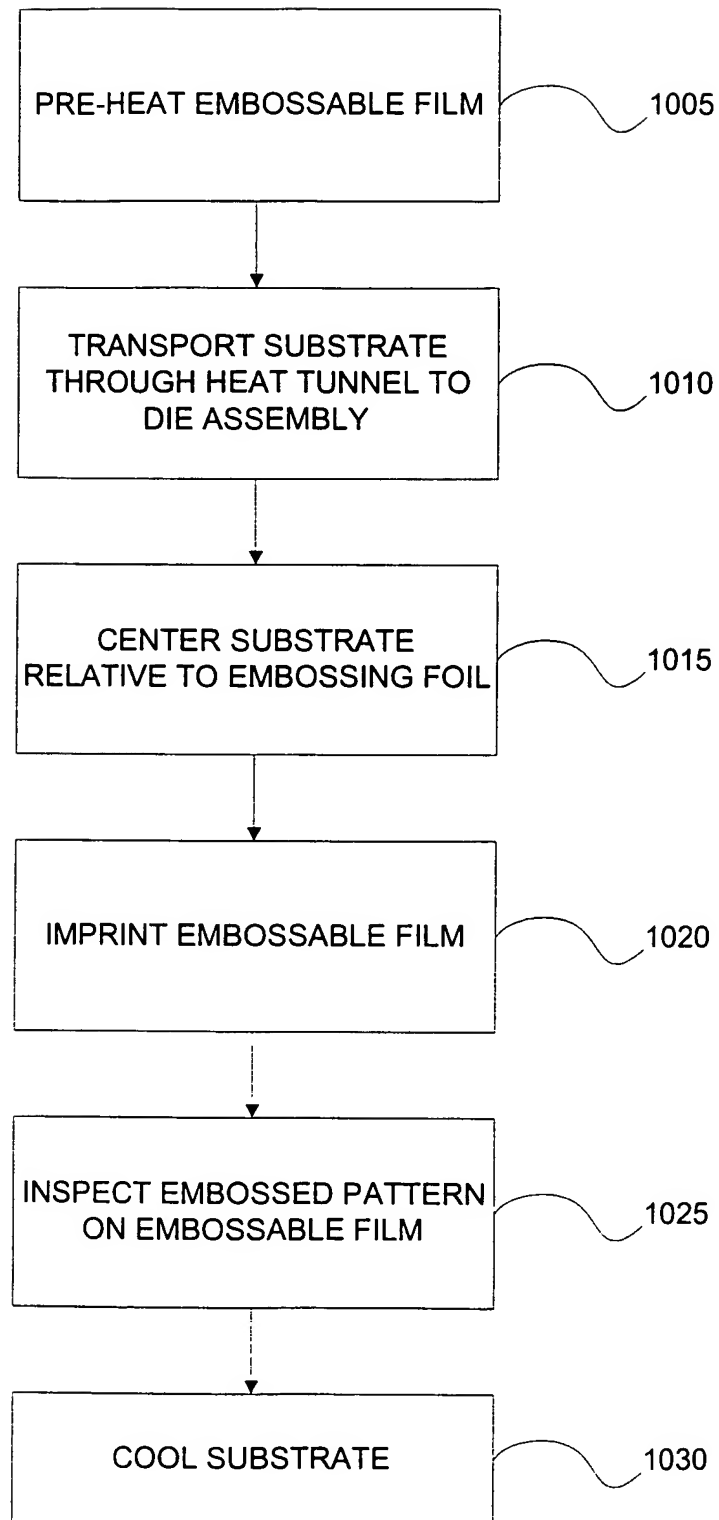 PRE-HEAT EMBOSSABLE FILM
1005
TRANSPORT SUBSTRATE
THROUGH HEAT TUNNEL TO
DIE ASSEMBLY
1010
CENTER SUBSTRATE
RELATIVE TO EMBOSSING FOIL
1015
IMPRINT EMBOSSABLE FILM
1020
INSPECT EMBOSSED PATTERN
ON EMBOSSABLE FILM
1025
COOL SUBSTRATE
1030